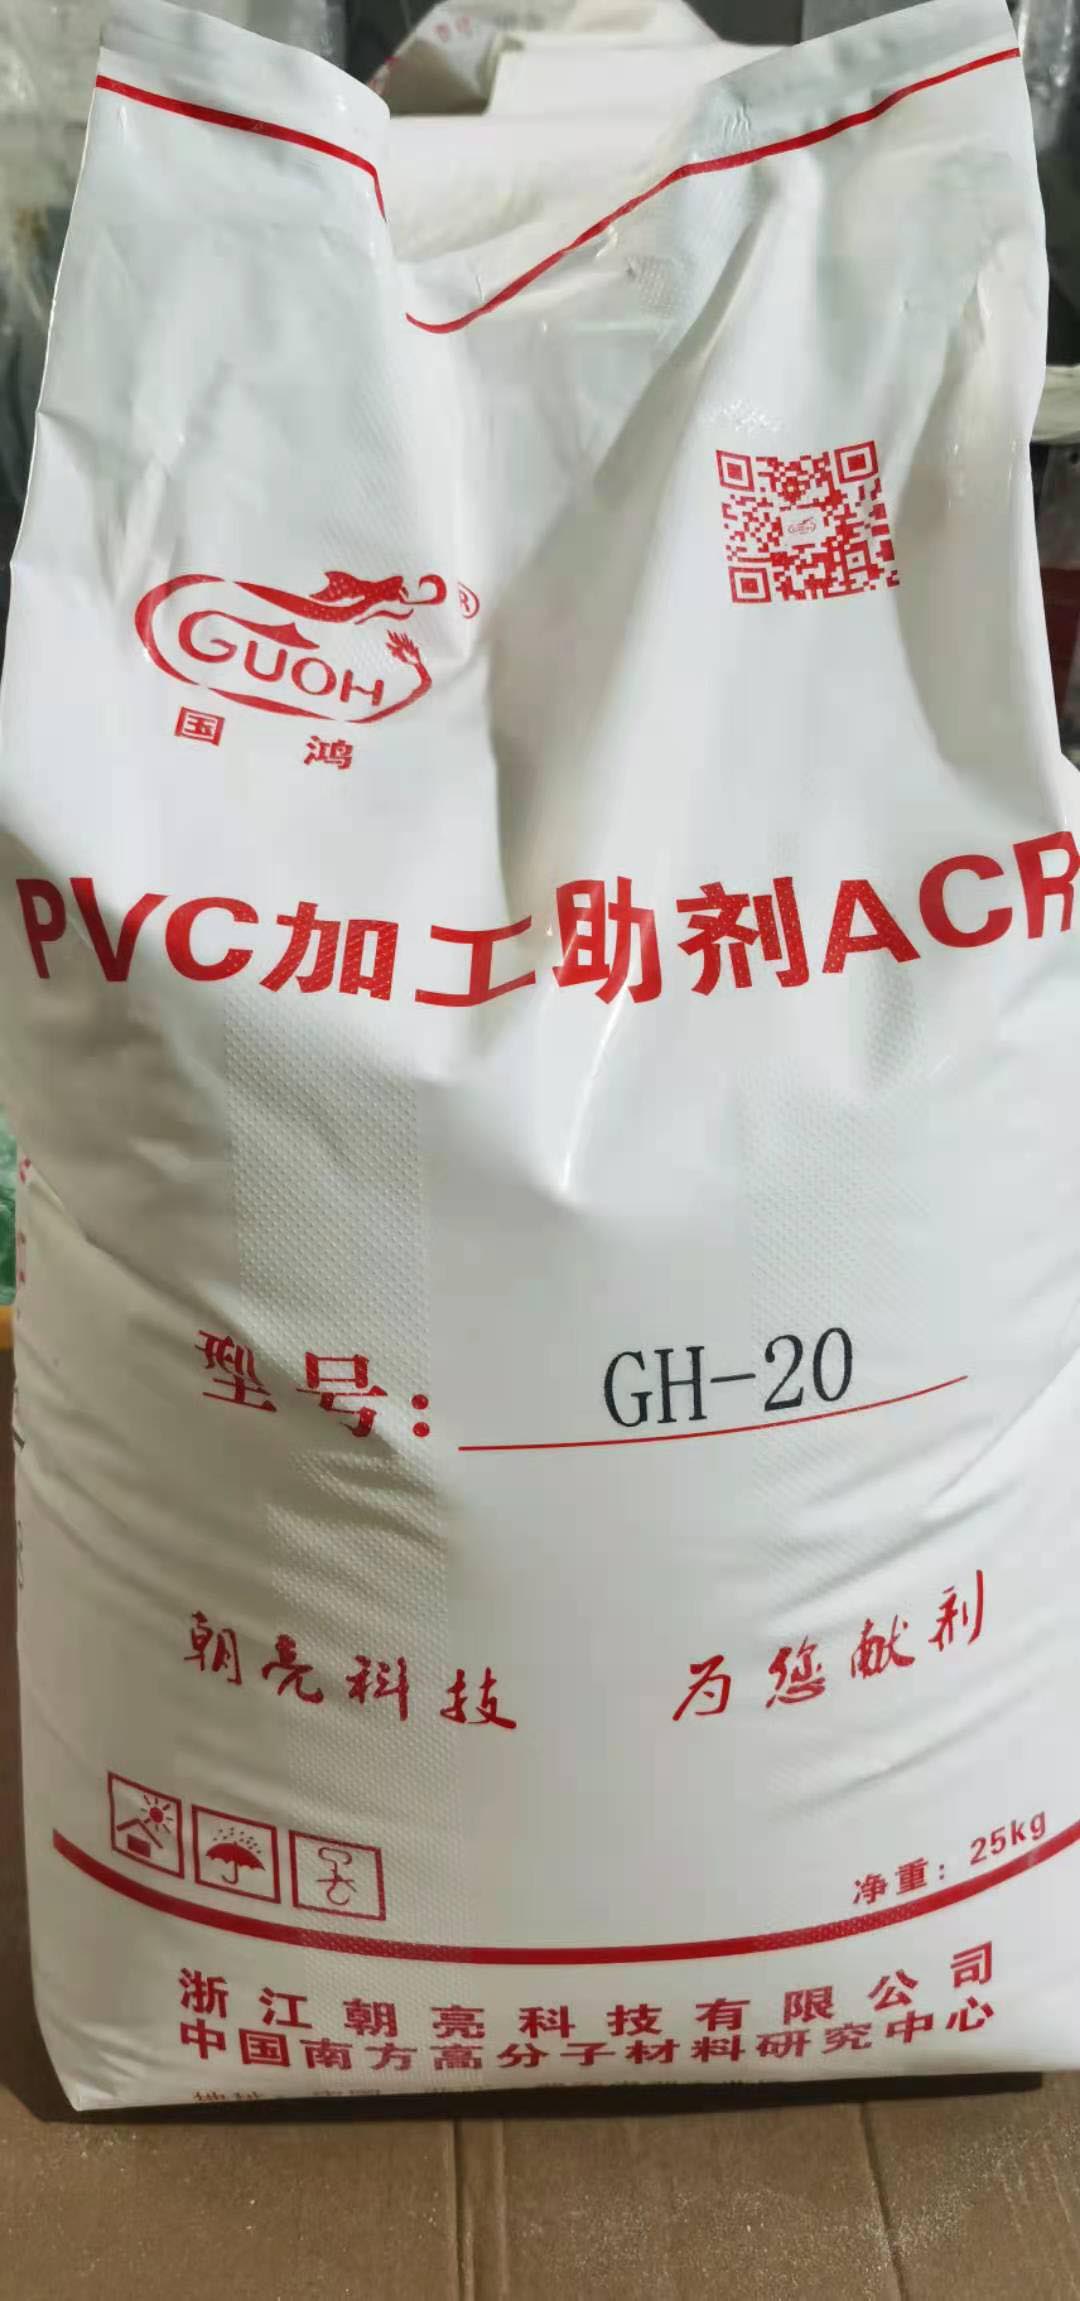 GUOH®
国鸿
PVC加工助剂ACR
型号: GH-20
朝亮科技 为您献剂
净重: 25kg
浙江朝亮科技有限公司
中国南方高分子材料研究中心